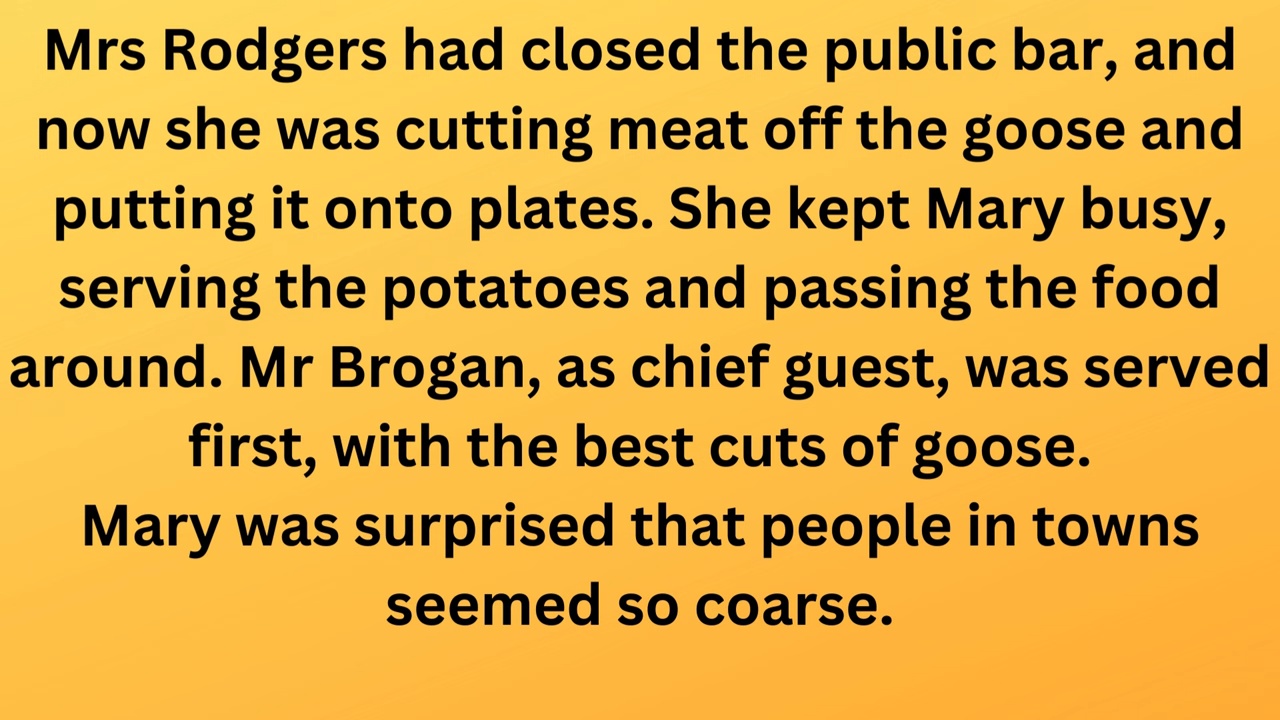 Mrs Rodgers had closed the public bar, and
now she was cutting meat off the goose and
putting it onto plates. She kept Mary busy,
serving the potatoes and passing the food
around. Mr Brogan, as chief guest, was served
first, with the best cuts of goose.
Mary was surprised that people in towns
seemed so coarse.